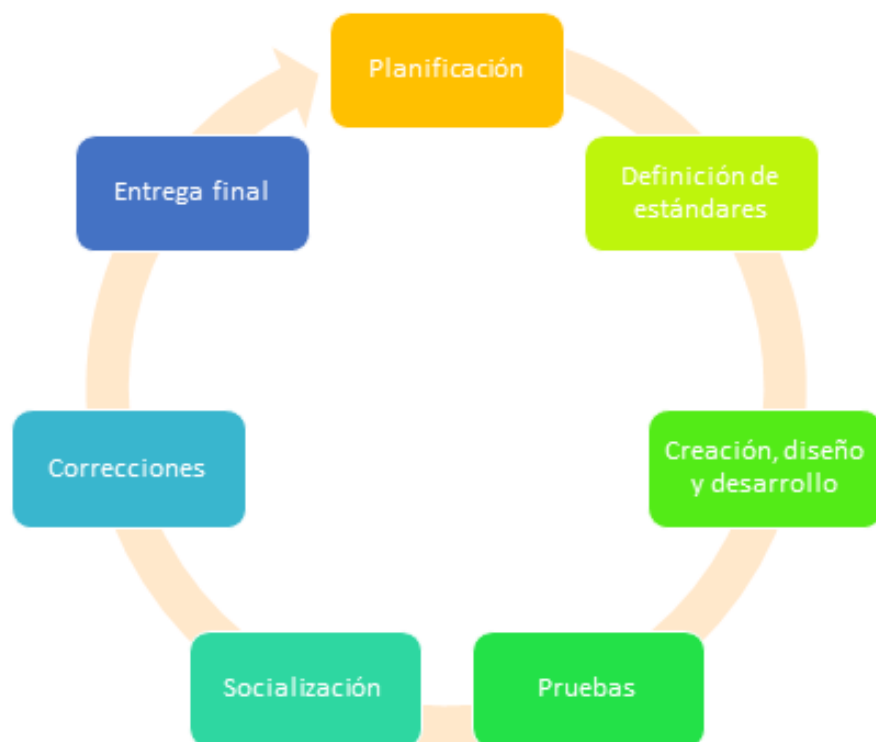 Planificación
Definición de
estándares
Creación, diseño
y desarrollo
Pruebas
Socialización
Correcciones
Entrega final